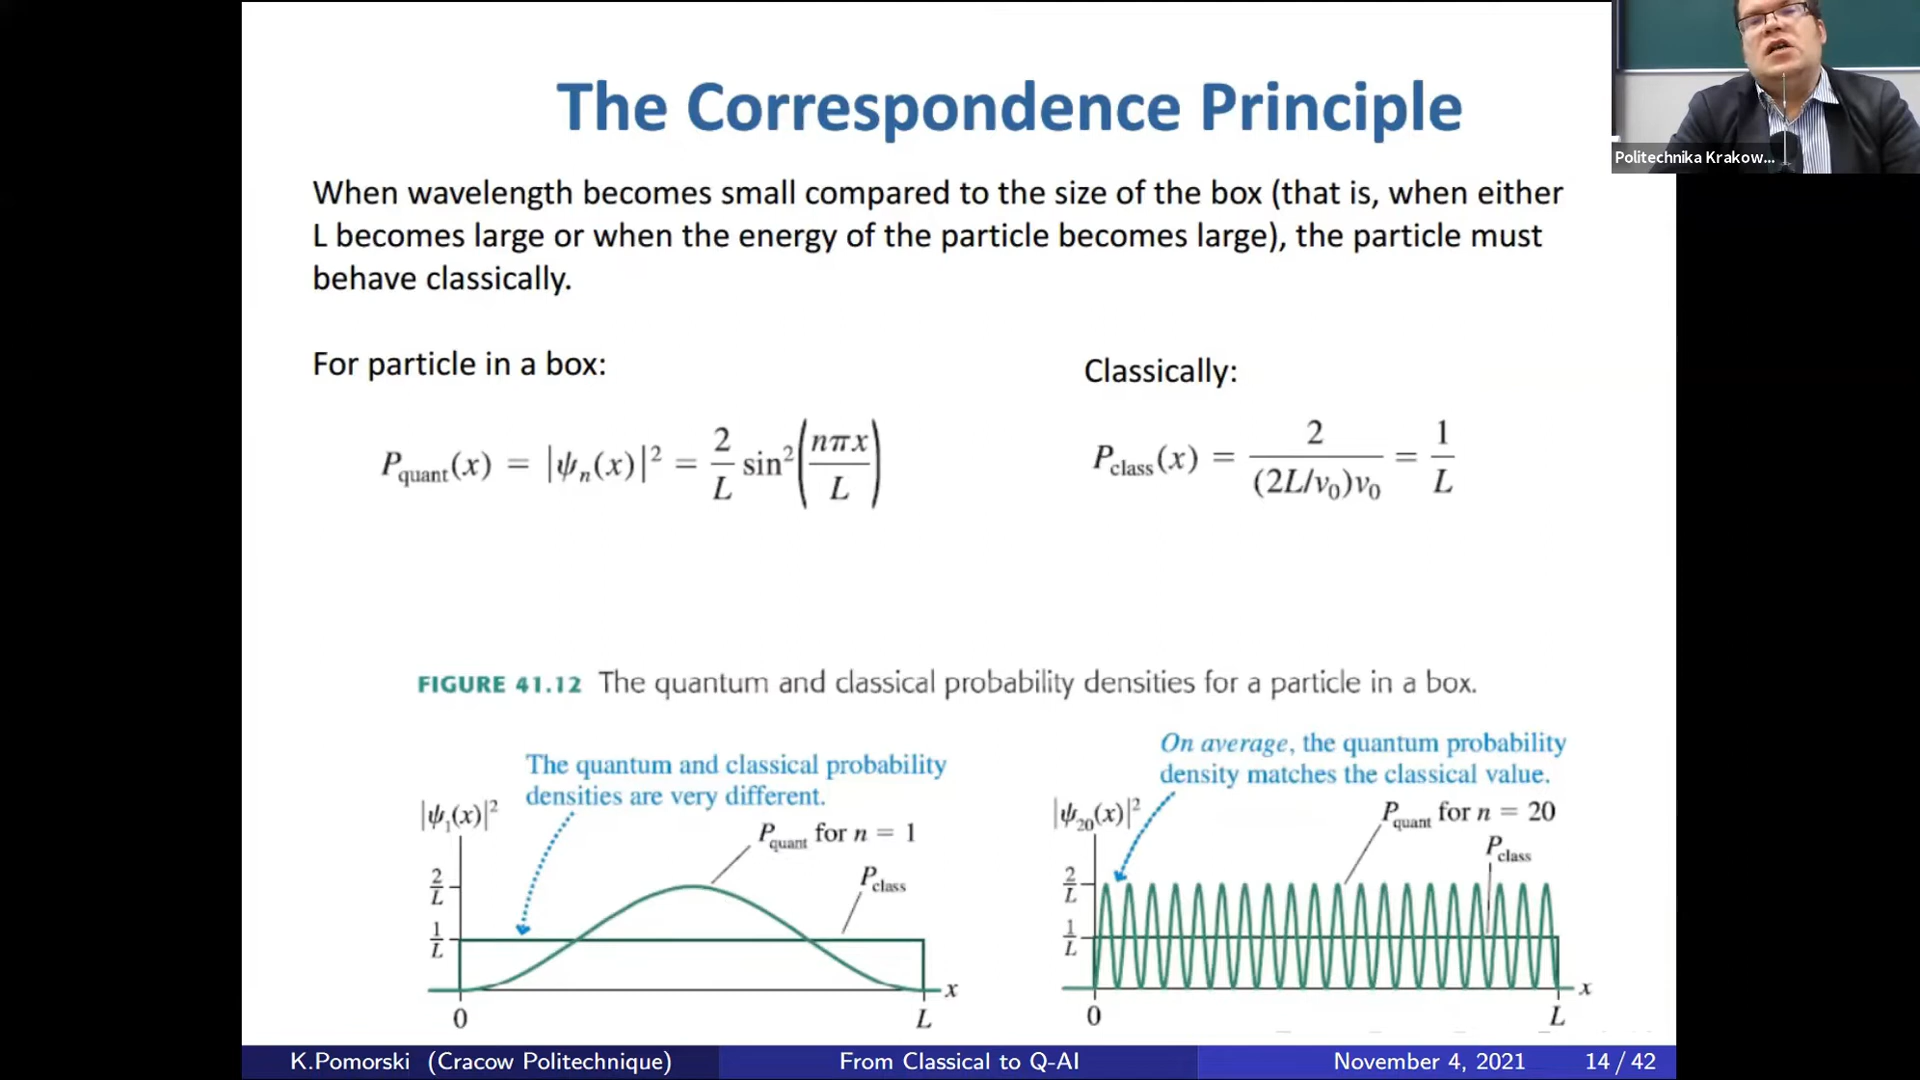 The Correspondence Principle
Politechnika Krakow...
When wavelength becomes small compared to the size of the box (that is, when either
L becomes large or when the energy of the particle becomes large), the particle must
behave classically.
For particle in a box:
Classically:
P_quant(x) = |ψ_n(x)|² = 2/L sin²(nπx/L)
P_class(x) = 2/((2L/v₀)v₀) = 1/L
FIGURE 41.12 The quantum and classical probability densities for a particle in a box.
The quantum and classical probability
densities are very different.
|ψ₁(x)|²
P_quant for n = 1
P_class
2/L
1/L
0
L
x
On average, the quantum probability
density matches the classical value.
|ψ₂₀(x)|²
P_quant for n = 20
P_class
2/L
1/L
0
L
x
K.Pomorski (Cracow Politechnique)
From Classical to Q-AI
November 4, 2021
14 / 42